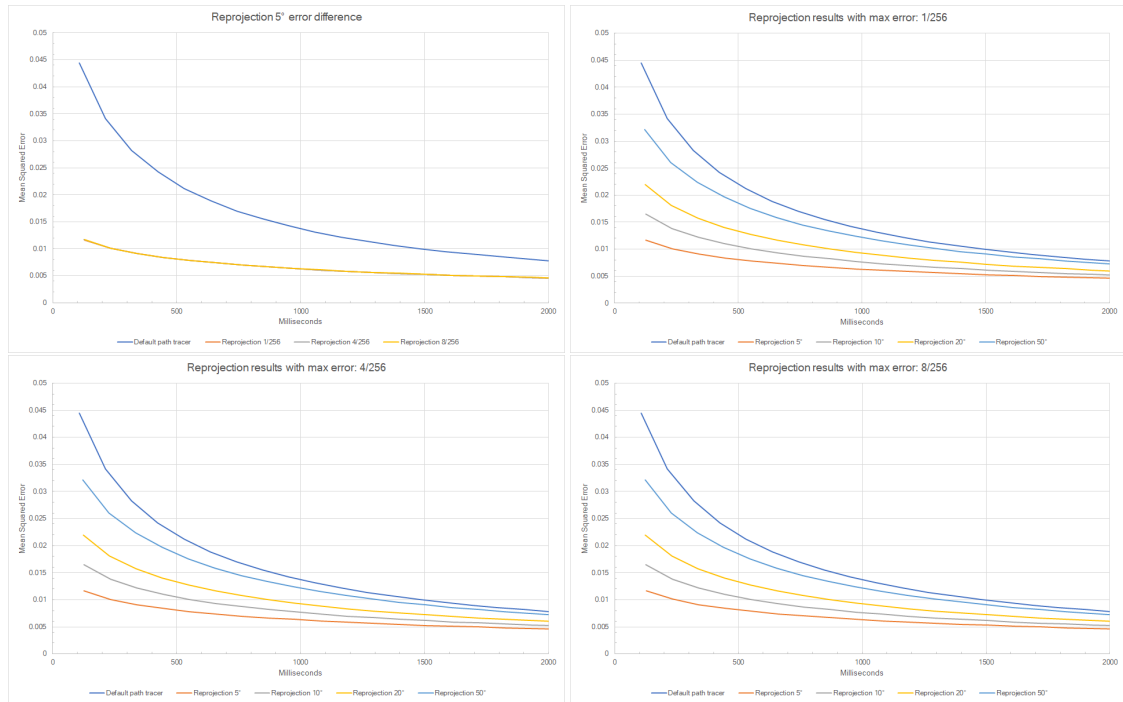 Reprojection 5° error difference
Mean Squared Error
0.05
0.045
0.04
0.035
0.03
0.025
0.02
0.015
0.01
0.005
0
0 500 1000 1500 2000
Milliseconds
Default path tracer Reprojection 1/256 Reprojection 4/256 Reprojection 8/256
Reprojection results with max error: 1/256
Mean Squared Error
0.05
0.045
0.04
0.035
0.03
0.025
0.02
0.015
0.01
0.005
0
0 500 1000 1500 2000
Milliseconds
Default path tracer Reprojection 5° Reprojection 10° Reprojection 20° Reprojection 50°
Reprojection results with max error: 4/256
Mean Squared Error
0.05
0.045
0.04
0.035
0.03
0.025
0.02
0.015
0.01
0.005
0
0 500 1000 1500 2000
Milliseconds
Default path tracer Reprojection 5° Reprojection 10° Reprojection 20° Reprojection 50°
Reprojection results with max error: 8/256
Mean Squared Error
0.05
0.045
0.04
0.035
0.03
0.025
0.02
0.015
0.01
0.005
0
0 500 1000 1500 2000
Milliseconds
Default path tracer Reprojection 5° Reprojection 10° Reprojection 20° Reprojection 50°